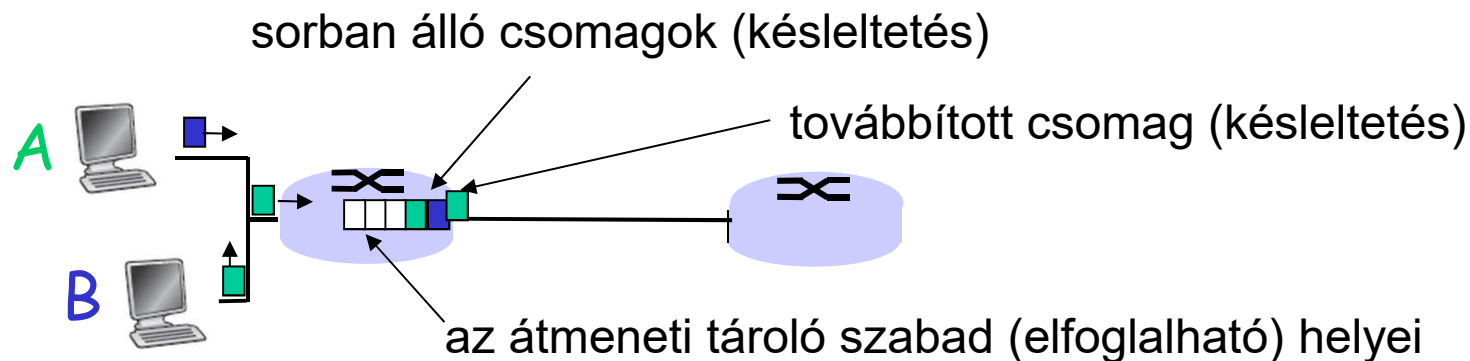 sorban álló csomagok (késleltetés)
továbbított csomag (késleltetés)
A
B
az átmeneti tároló szabad (elfoglalható) helyei